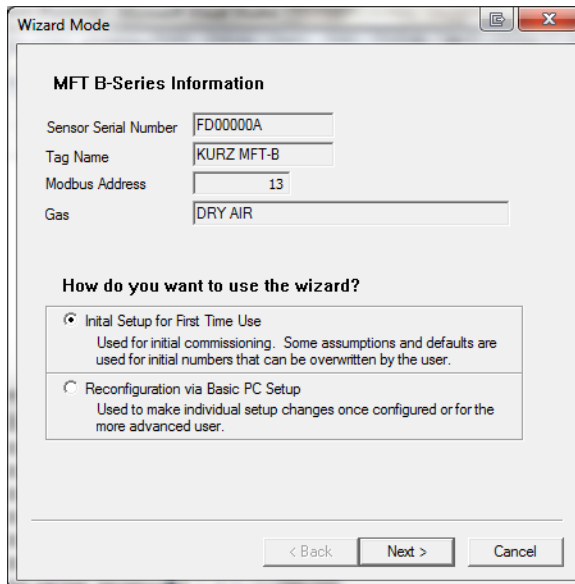 Wizard Mode
MFT B-Series Information
Sensor Serial Number FD00000A
Tag Name KURZ MFT-B
Modbus Address 13
Gas DRY AIR
How do you want to use the wizard?
Inital Setup for First Time Use
Used for initial commissioning. Some assumptions and defaults are
used for initial numbers that can be overwritten by the user.
Reconfiguration via Basic PC Setup
Used to make individual setup changes once configured or for the
more advanced user.
< Back Next > Cancel